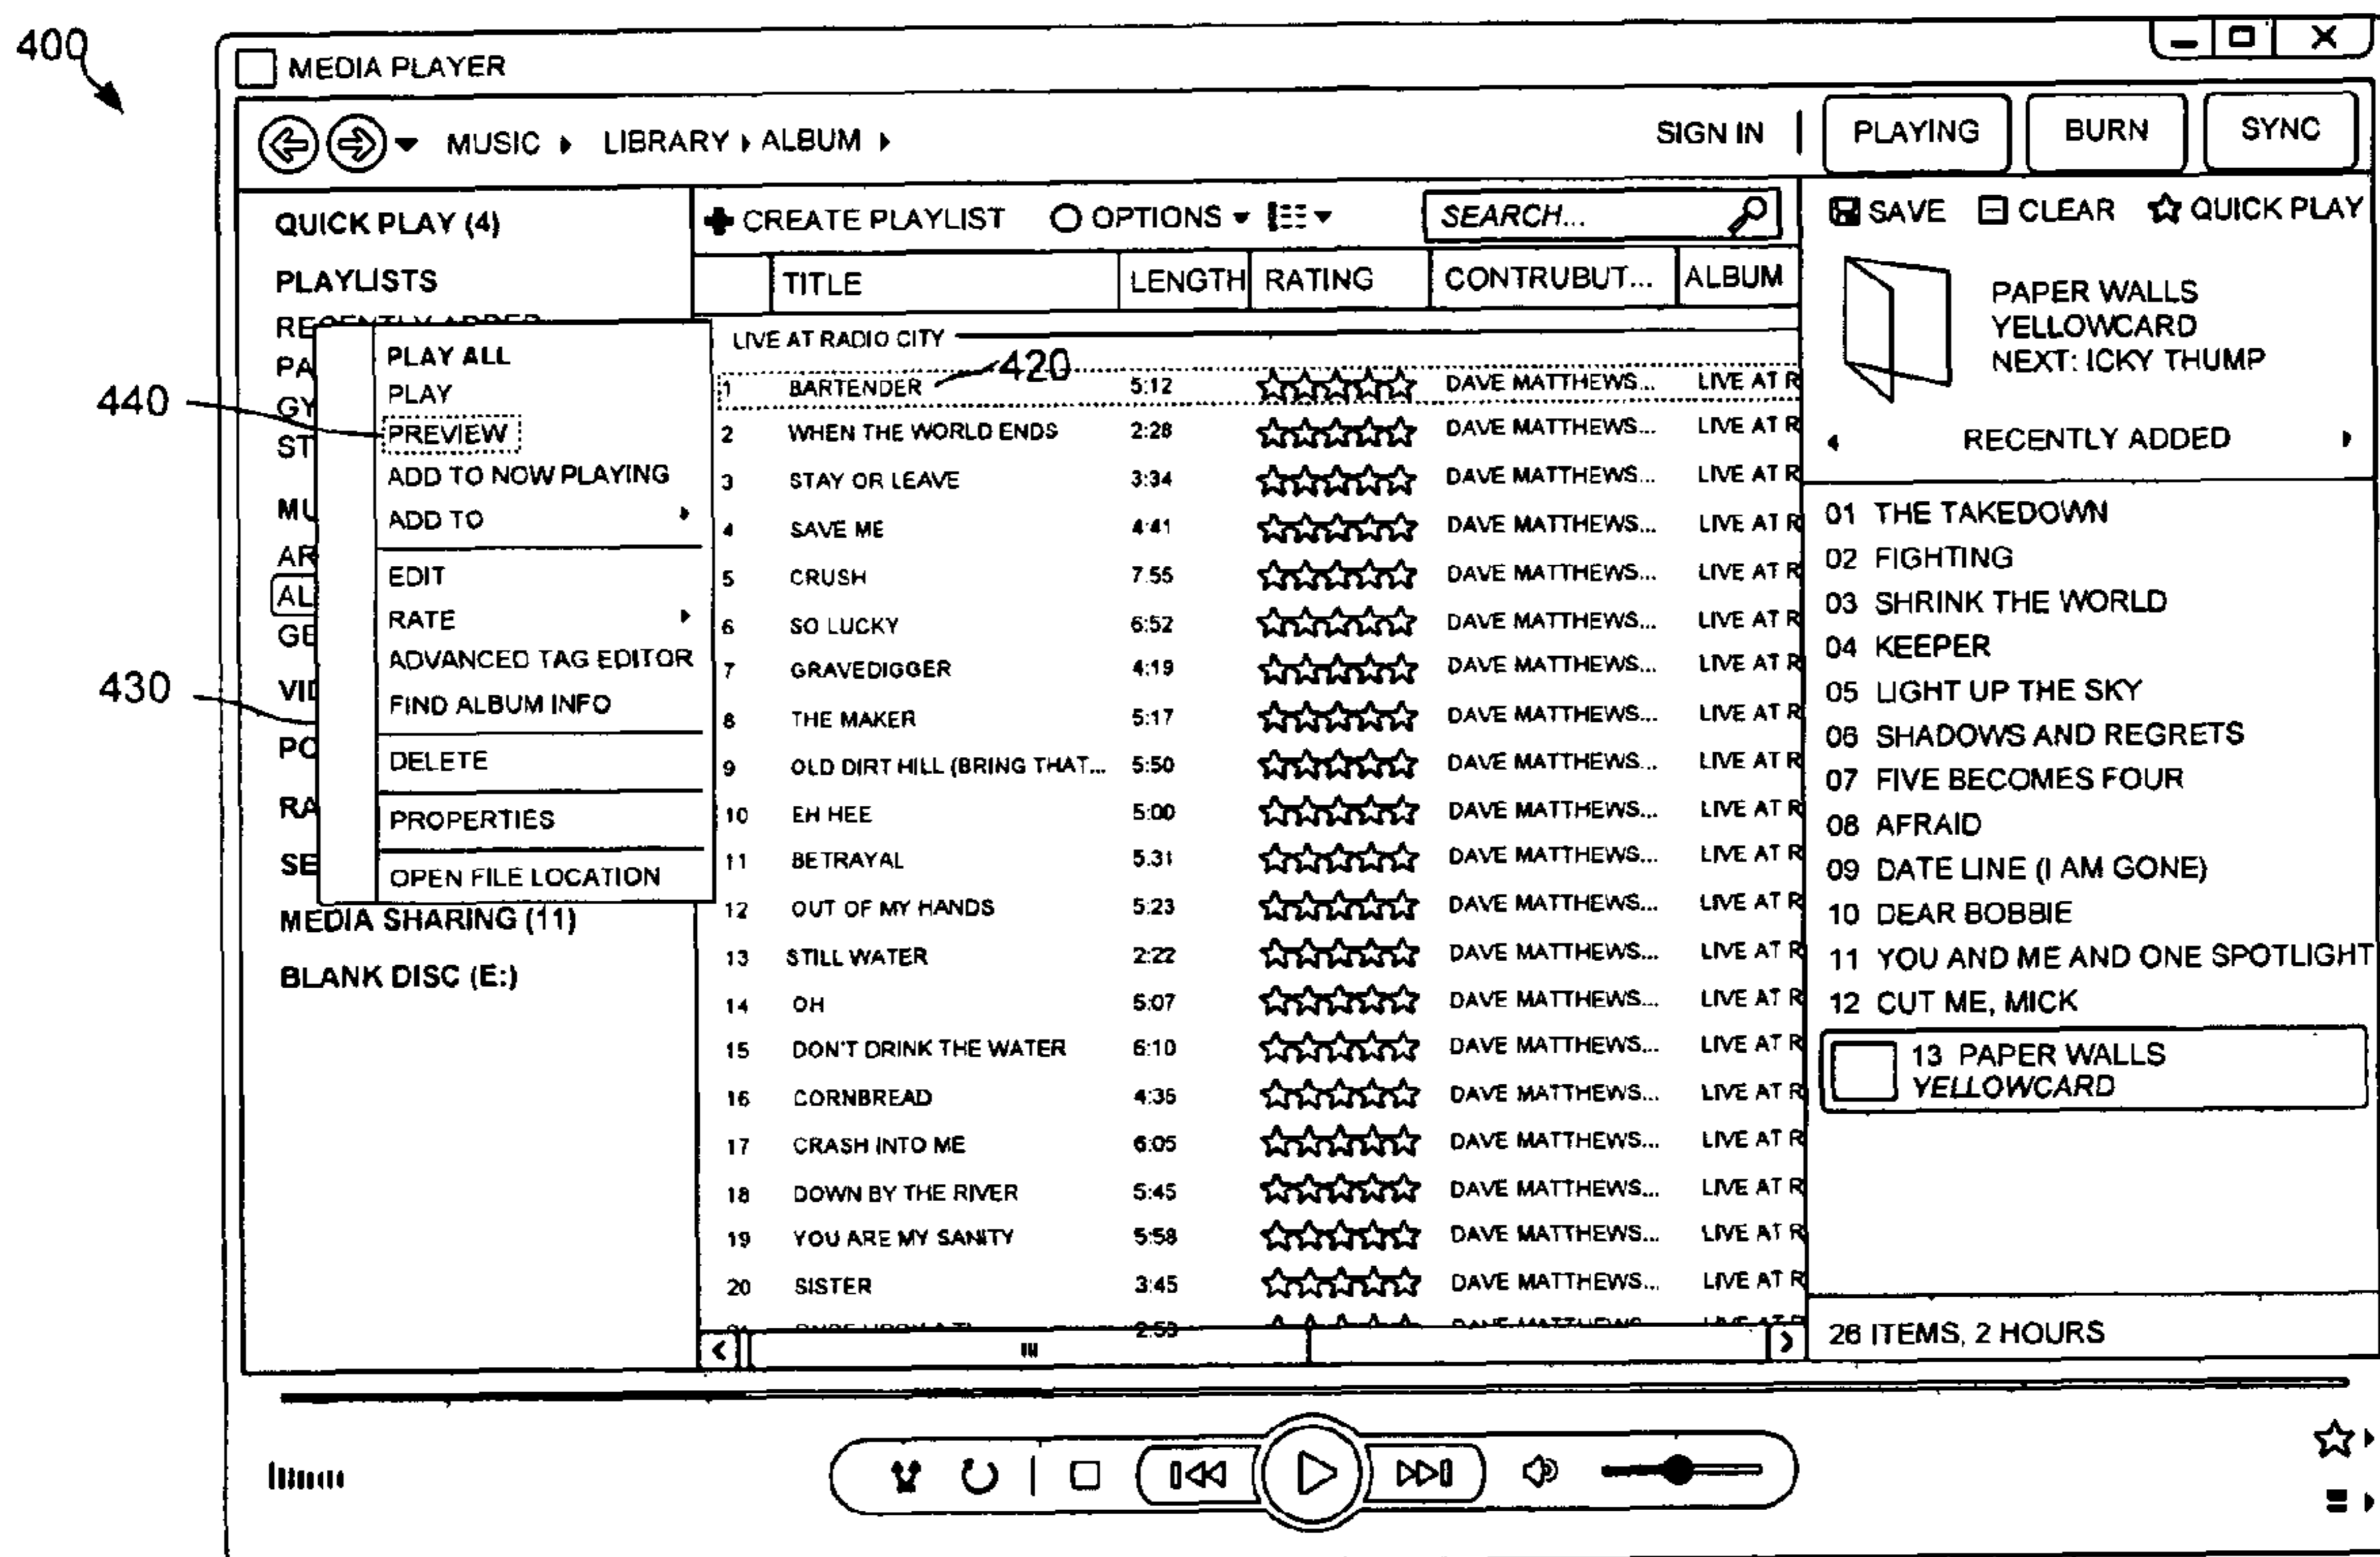 400
MEDIA PLAYER
MUSIC LIBRARY ALBUM SIGN IN PLAYING BURN SYNC
QUICK PLAY (4)
PLAYLISTS
RECENTLY ADDED
PA
GY
ST
MU
AR
AL
GE
VID
PO
RA
SE
MEDIA SHARING (11)
BLANK DISC (E:)
440
430
PLAY ALL
PLAY
PREVIEW
ADD TO NOW PLAYING
ADD TO
EDIT
RATE
ADVANCED TAG EDITOR
FIND ALBUM INFO
DELETE
PROPERTIES
OPEN FILE LOCATION
CREATE PLAYLIST OPTIONS SEARCH...
TITLE LENGTH RATING CONTRUBUT... ALBUM
LIVE AT RADIO CITY
420
1 BARTENDER 5:12 DAVE MATTHEWS... LIVE AT R
2 WHEN THE WORLD ENDS 2:28 DAVE MATTHEWS... LIVE AT R
3 STAY OR LEAVE 3:34 DAVE MATTHEWS... LIVE AT R
4 SAVE ME 4:41 DAVE MATTHEWS... LIVE AT R
5 CRUSH 7:55 DAVE MATTHEWS... LIVE AT R
6 SO LUCKY 6:52 DAVE MATTHEWS... LIVE AT R
7 GRAVEDIGGER 4:19 DAVE MATTHEWS... LIVE AT R
8 THE MAKER 5:17 DAVE MATTHEWS... LIVE AT R
9 OLD DIRT HILL (BRING THAT... 5:50 DAVE MATTHEWS... LIVE AT R
10 EH HEE 5:00 DAVE MATTHEWS... LIVE AT R
11 BETRAYAL 5:31 DAVE MATTHEWS... LIVE AT R
12 OUT OF MY HANDS 5:23 DAVE MATTHEWS... LIVE AT R
13 STILL WATER 2:22 DAVE MATTHEWS... LIVE AT R
14 OH 5:07 DAVE MATTHEWS... LIVE AT R
15 DON'T DRINK THE WATER 6:10 DAVE MATTHEWS... LIVE AT R
16 CORNBREAD 4:36 DAVE MATTHEWS... LIVE AT R
17 CRASH INTO ME 6:05 DAVE MATTHEWS... LIVE AT R
18 DOWN BY THE RIVER 5:45 DAVE MATTHEWS... LIVE AT R
19 YOU ARE MY SANITY 5:58 DAVE MATTHEWS... LIVE AT R
20 SISTER 3:45 DAVE MATTHEWS... LIVE AT R
2:59
SAVE CLEAR QUICK PLAY
PAPER WALLS
YELLOWCARD
NEXT: ICKY THUMP
RECENTLY ADDED
01 THE TAKEDOWN
02 FIGHTING
03 SHRINK THE WORLD
04 KEEPER
05 LIGHT UP THE SKY
06 SHADOWS AND REGRETS
07 FIVE BECOMES FOUR
08 AFRAID
09 DATE LINE (I AM GONE)
10 DEAR BOBBIE
11 YOU AND ME AND ONE SPOTLIGHT
12 CUT ME, MICK
13 PAPER WALLS
YELLOWCARD
26 ITEMS, 2 HOURS